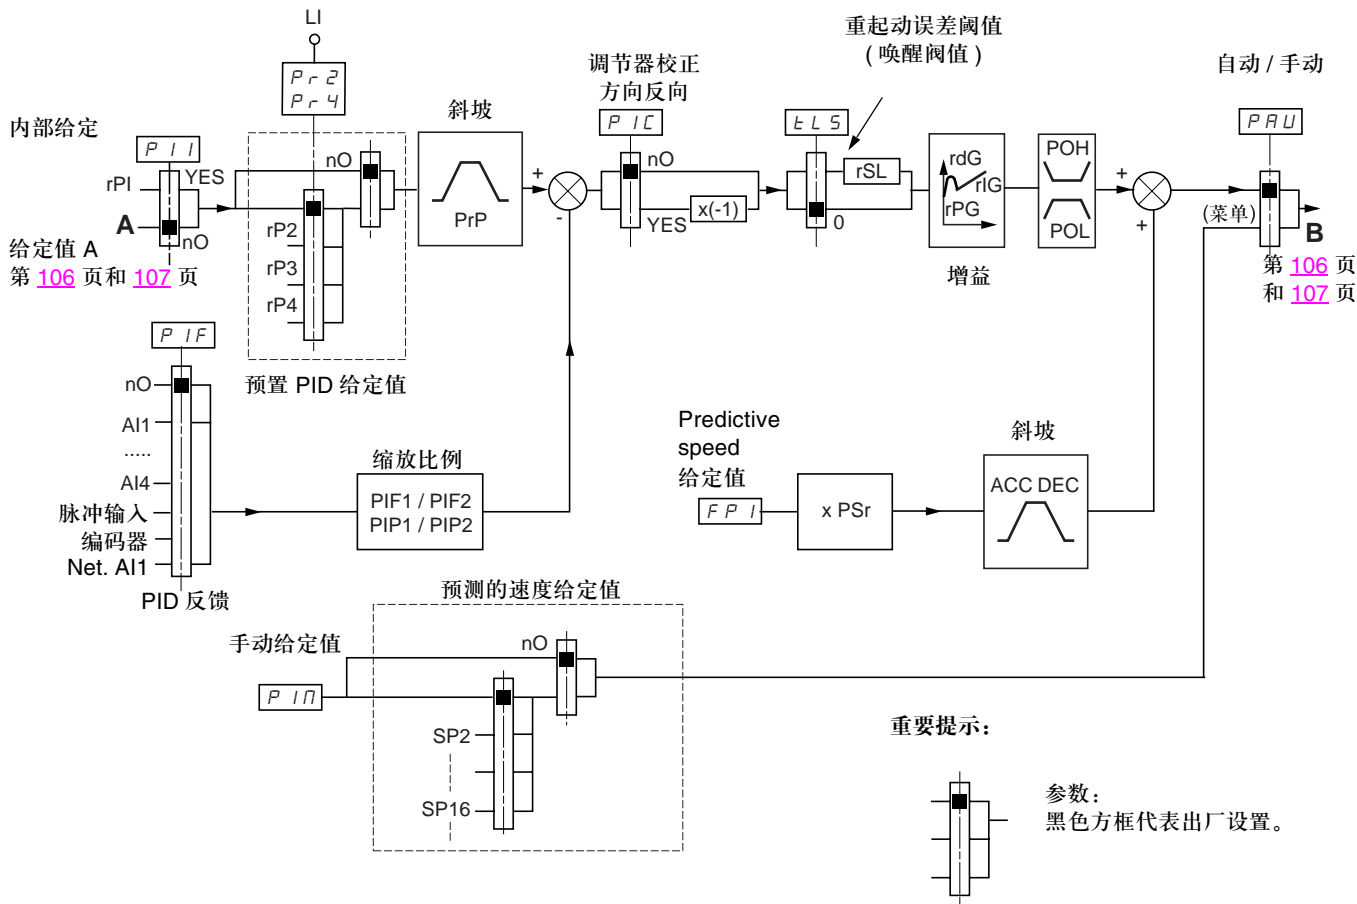 LI
Pr2
Pr4
内部给定
PII
rPI
YES
A
nO
给定值 A
第 106 页和 107 页
nO
rP2
rP3
rP4
预置 PID 给定值
斜坡
PrP
+
-
调节器校正
方向反向
PIC
nO
YES
x(-1)
重起动误差阈值
( 唤醒阀值 )
tLS
rSL
0
rdG
rIG
rPG
增益
POH
POL
+
+
自动 / 手动
PAU
(菜单)
B
第 106 页
和 107 页
PIF
nO
AI1
.....
AI4
脉冲输入
编码器
Net. AI1
PID 反馈
缩放比例
PIF1 / PIF2
PIP1 / PIP2
Predictive
speed
给定值
FPI
x PSr
斜坡
ACC DEC
预测的速度给定值
手动给定值
PIM
nO
SP2
SP16
重要提示：
参数：
黑色方框代表出厂设置。